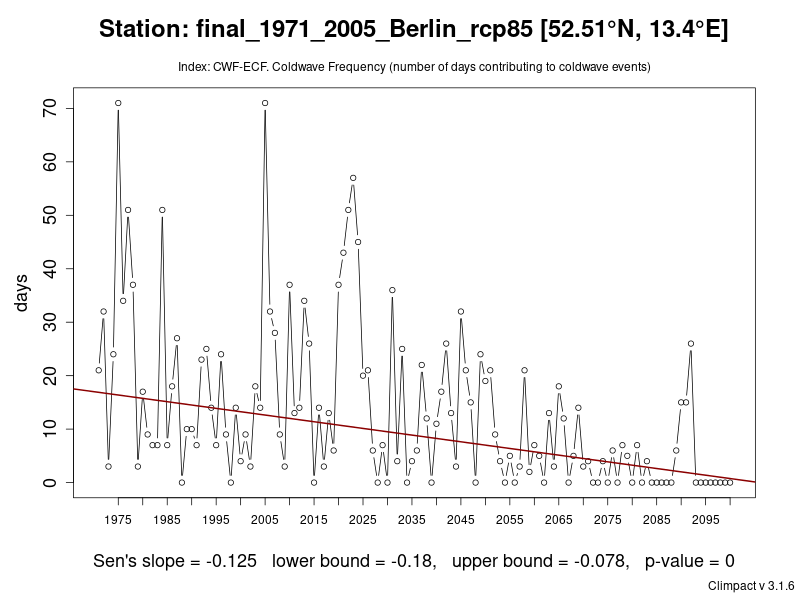 Station: final_1971_2005_Berlin_rcp85 [52.51°N, 13.4°E]
Index: CWF-ECF. Coldwave Frequency (number of days contributing to coldwave events)
70
60
50
40
30
20
10
0
days
1975 1985 1995 2005 2015 2025 2035 2045 2055 2065 2075 2085 2095
Sen's slope = -0.125 lower bound = -0.18, upper bound = -0.078, p-value = 0
Climpact v 3.1.6